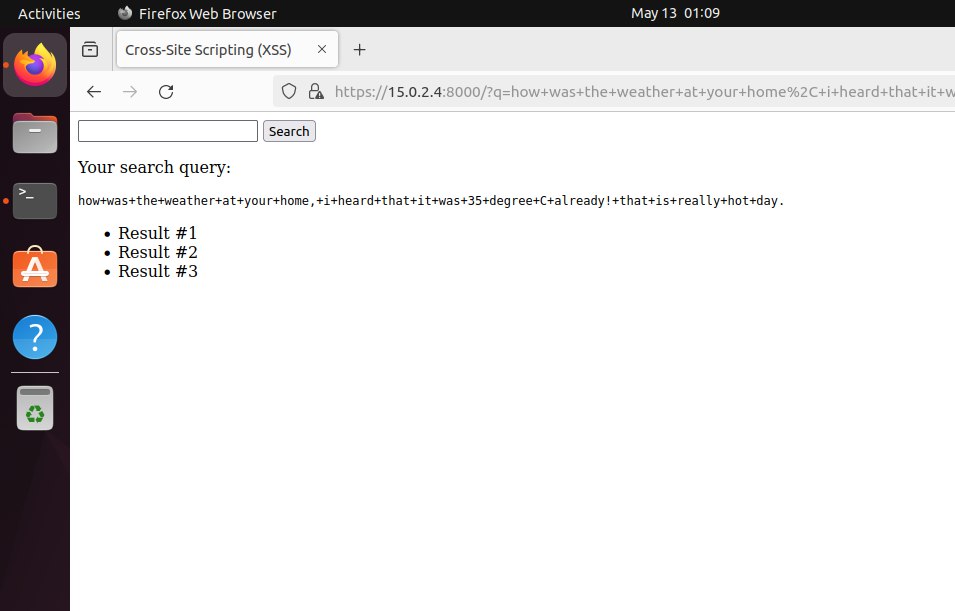 Activities Firefox Web Browser May 13 01:09
Cross-Site Scripting (XSS)
https://15.0.2.4:8000/?q=how+was+the+weather+at+your+home%2C+i+heard+that+it+w
Search
Your search query:
how+was+the+weather+at+your+home,+i+heard+that+it+was+35+degree+C+already!+that+is+really+hot+day.
• Result #1
• Result #2
• Result #3